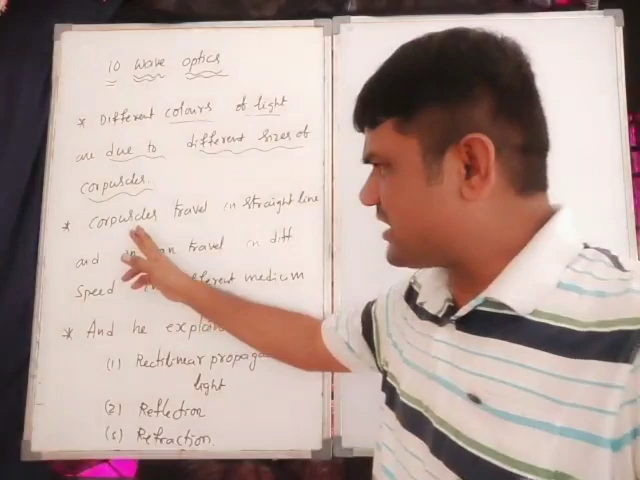 10 Wave optics
* Different colours of light
are due to different sizes of
corpuscles.
* Corpuscles travel in straight line
and travel in diff
Speed different medium
* And he explain
(1) Rectilinear propaga
light
(2) Reflection
(3) Refraction.